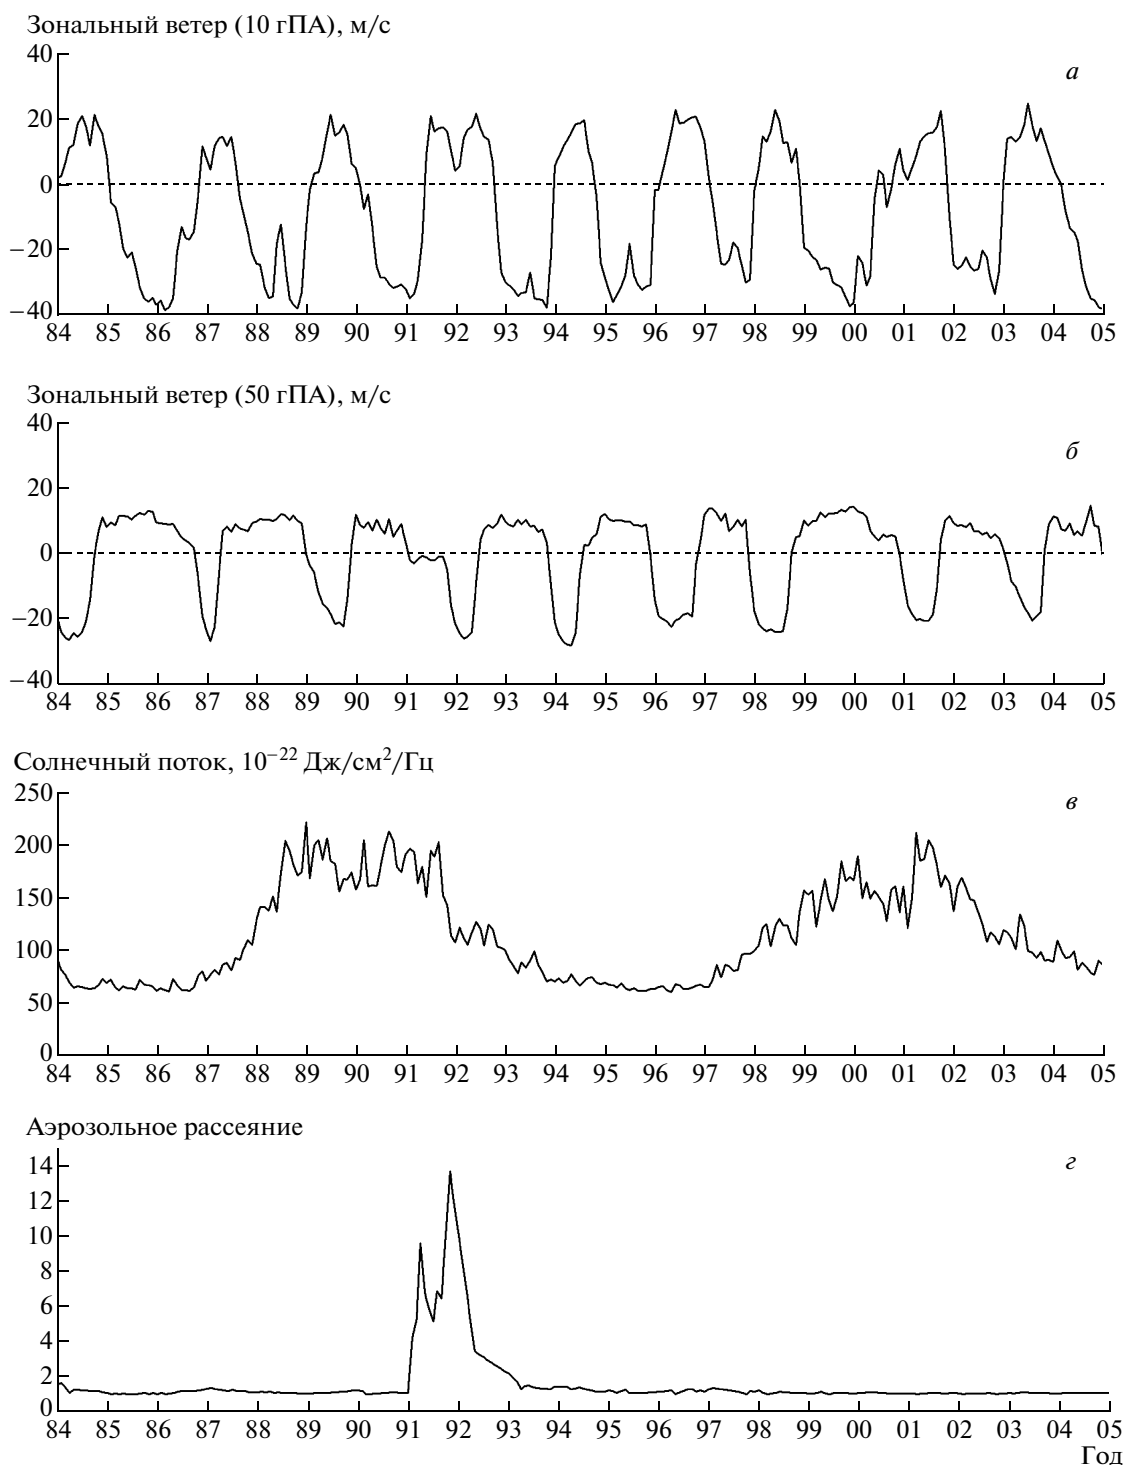 Зональный ветер (10 гПА), м/с
40
а
20
0
−20
−40
84 85 86 87 88 89 90 91 92 93 94 95 96 97 98 99 00 01 02 03 04 05
Зональный ветер (50 гПА), м/с
40
б
20
0
−20
−40
84 85 86 87 88 89 90 91 92 93 94 95 96 97 98 99 00 01 02 03 04 05
Солнечный поток, 10⁻²² Дж/см²/Гц
250
в
200
150
100
50
0
84 85 86 87 88 89 90 91 92 93 94 95 96 97 98 99 00 01 02 03 04 05
Аэрозольное рассеяние
14
г
12
10
8
6
4
2
0
84 85 86 87 88 89 90 91 92 93 94 95 96 97 98 99 00 01 02 03 04 05
Год